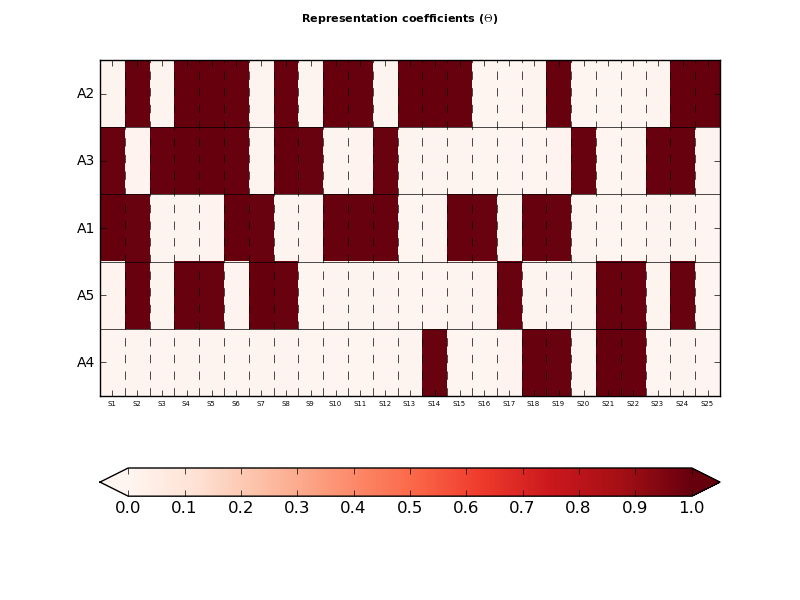 Representation coefficients (Θ)
A2
A3
A1
A5
A4
S1 S2 S3 S4 S5 S6 S7 S8 S9 S10 S11 S12 S13 S14 S15 S16 S17 S18 S19 S20 S21 S22 S23 S24 S25
0.0 0.1 0.2 0.3 0.4 0.5 0.6 0.7 0.8 0.9 1.0